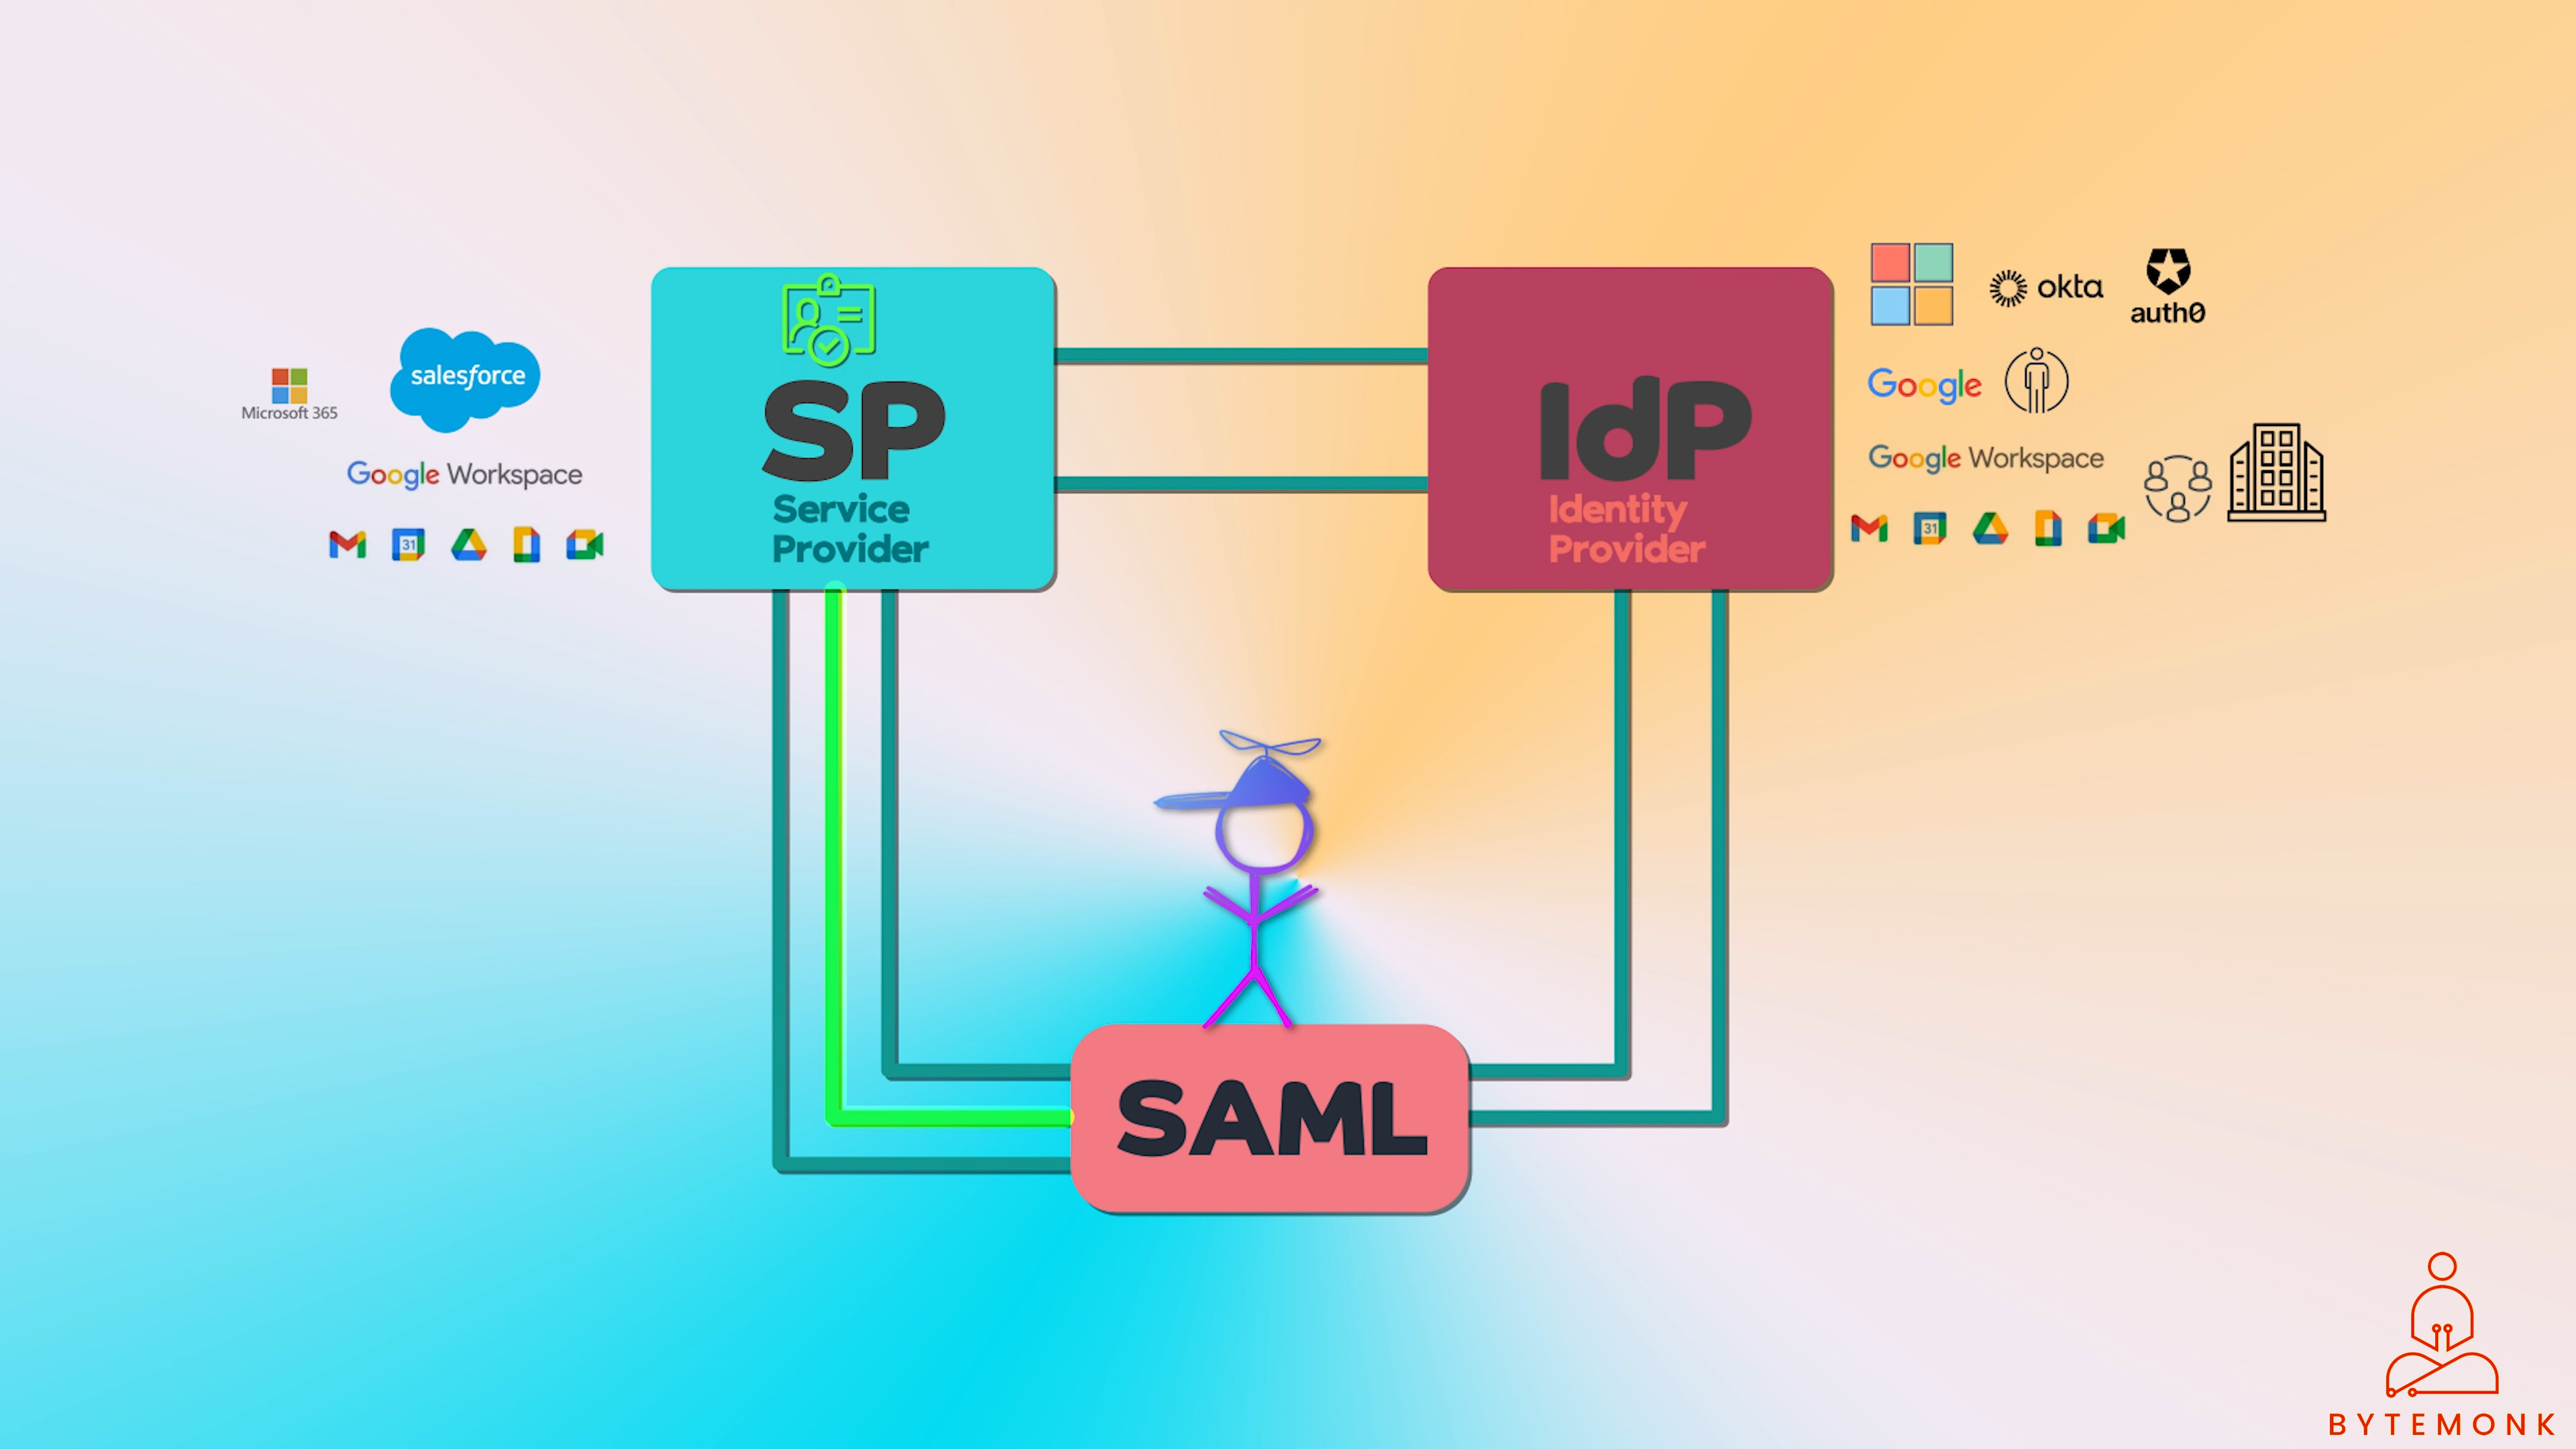 Microsoft 365
salesforce
Google Workspace
31
SP
Service
Provider
IdP
Identity
Provider
okta
auth0
Google
Google Workspace
31
SAML
BYTEMONK